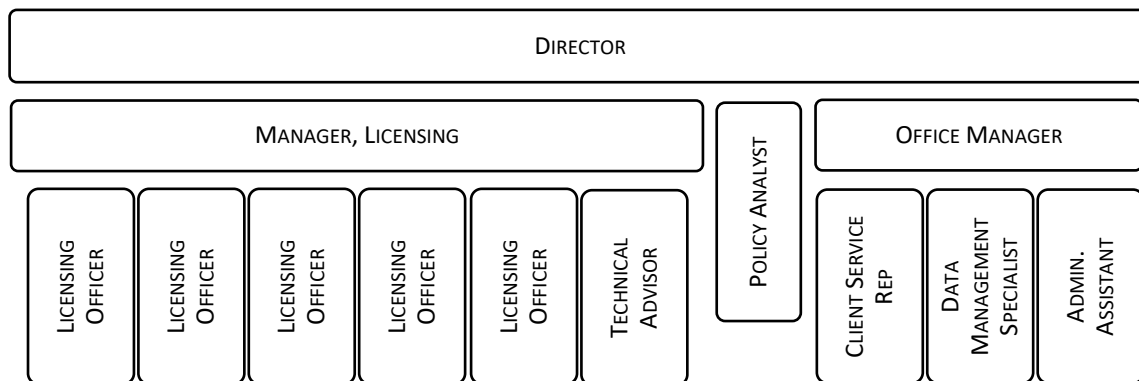 DIRECTOR
MANAGER, LICENSING
POLICY ANALYST
OFFICE MANAGER
LICENSING
OFFICER
LICENSING
OFFICER
LICENSING
OFFICER
LICENSING
OFFICER
LICENSING
OFFICER
TECHNICAL
ADVISOR
CLIENT SERVICE
REP
DATA
MANAGEMENT
SPECIALIST
ADMIN.
ASSISTANT